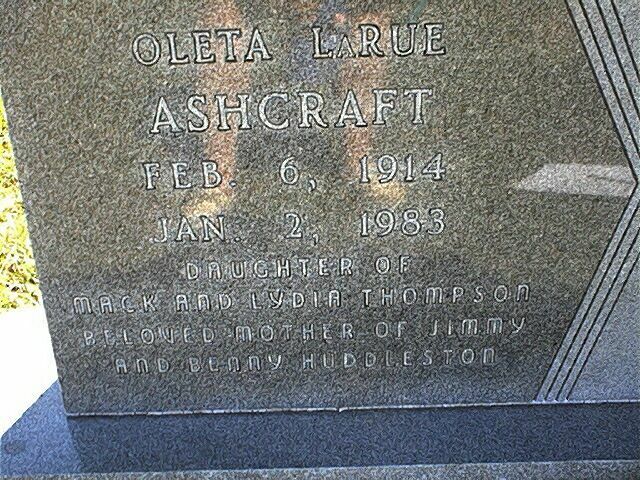 OLETA LaRUE
ASHCRAFT
FEB. 6, 1914
JAN. 2, 1983
DAUGHTER OF
MACK AND LYDIA THOMPSON
BELOVED MOTHER OF JIMMY
AND BENNY HUDDLESTON